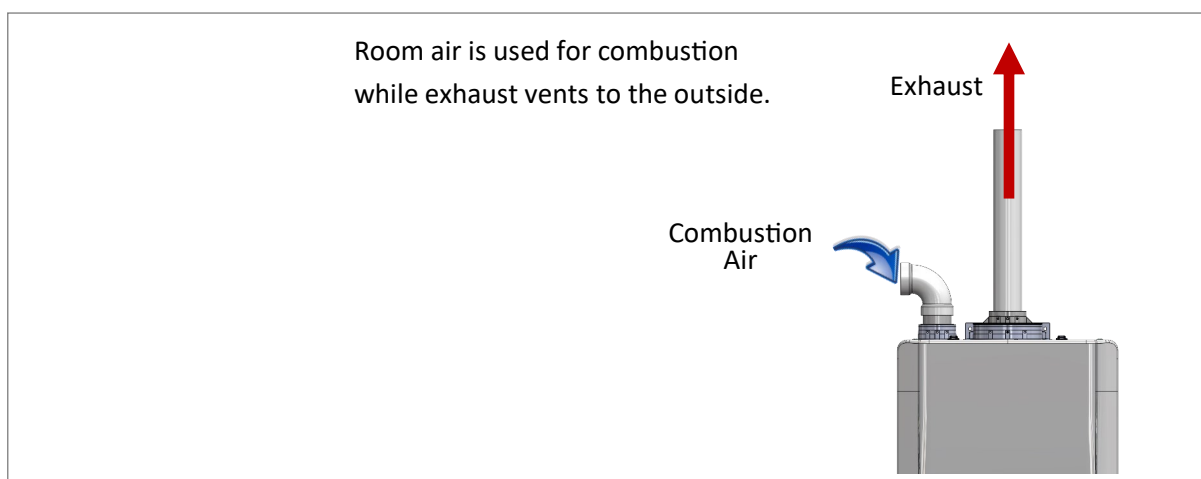 Room air is used for combustion
while exhaust vents to the outside.
Exhaust
Combustion
Air